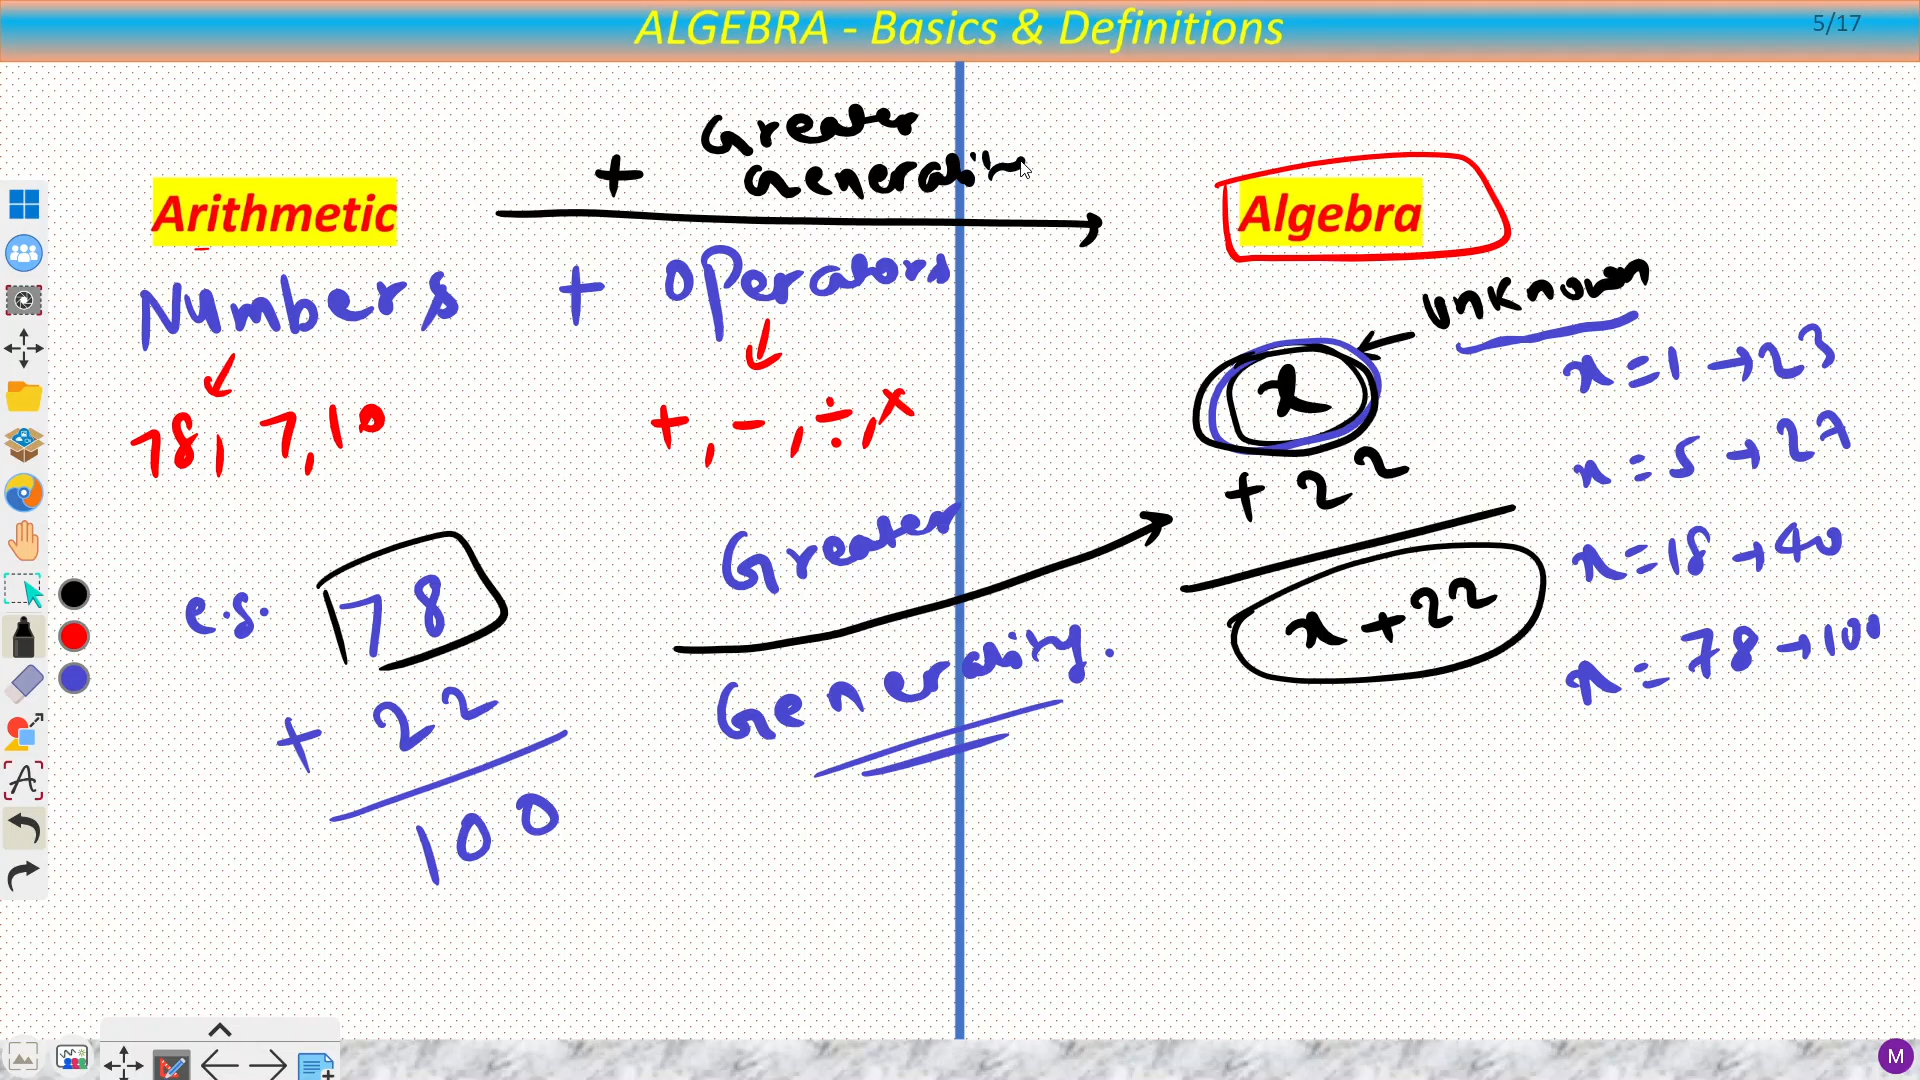 ALGEBRA - Basics & Definitions
5/17
+ Greater
Generality
Arithmetic
Algebra
Numbers + operators
78, 7, 10
+, -, ÷, ×
e.g.
78
+ 22
100
Greater
Generality.
unknown
x
+ 22
x + 22
x = 1 → 23
x = 5 → 27
x = 18 → 40
x = 78 → 100
A
M